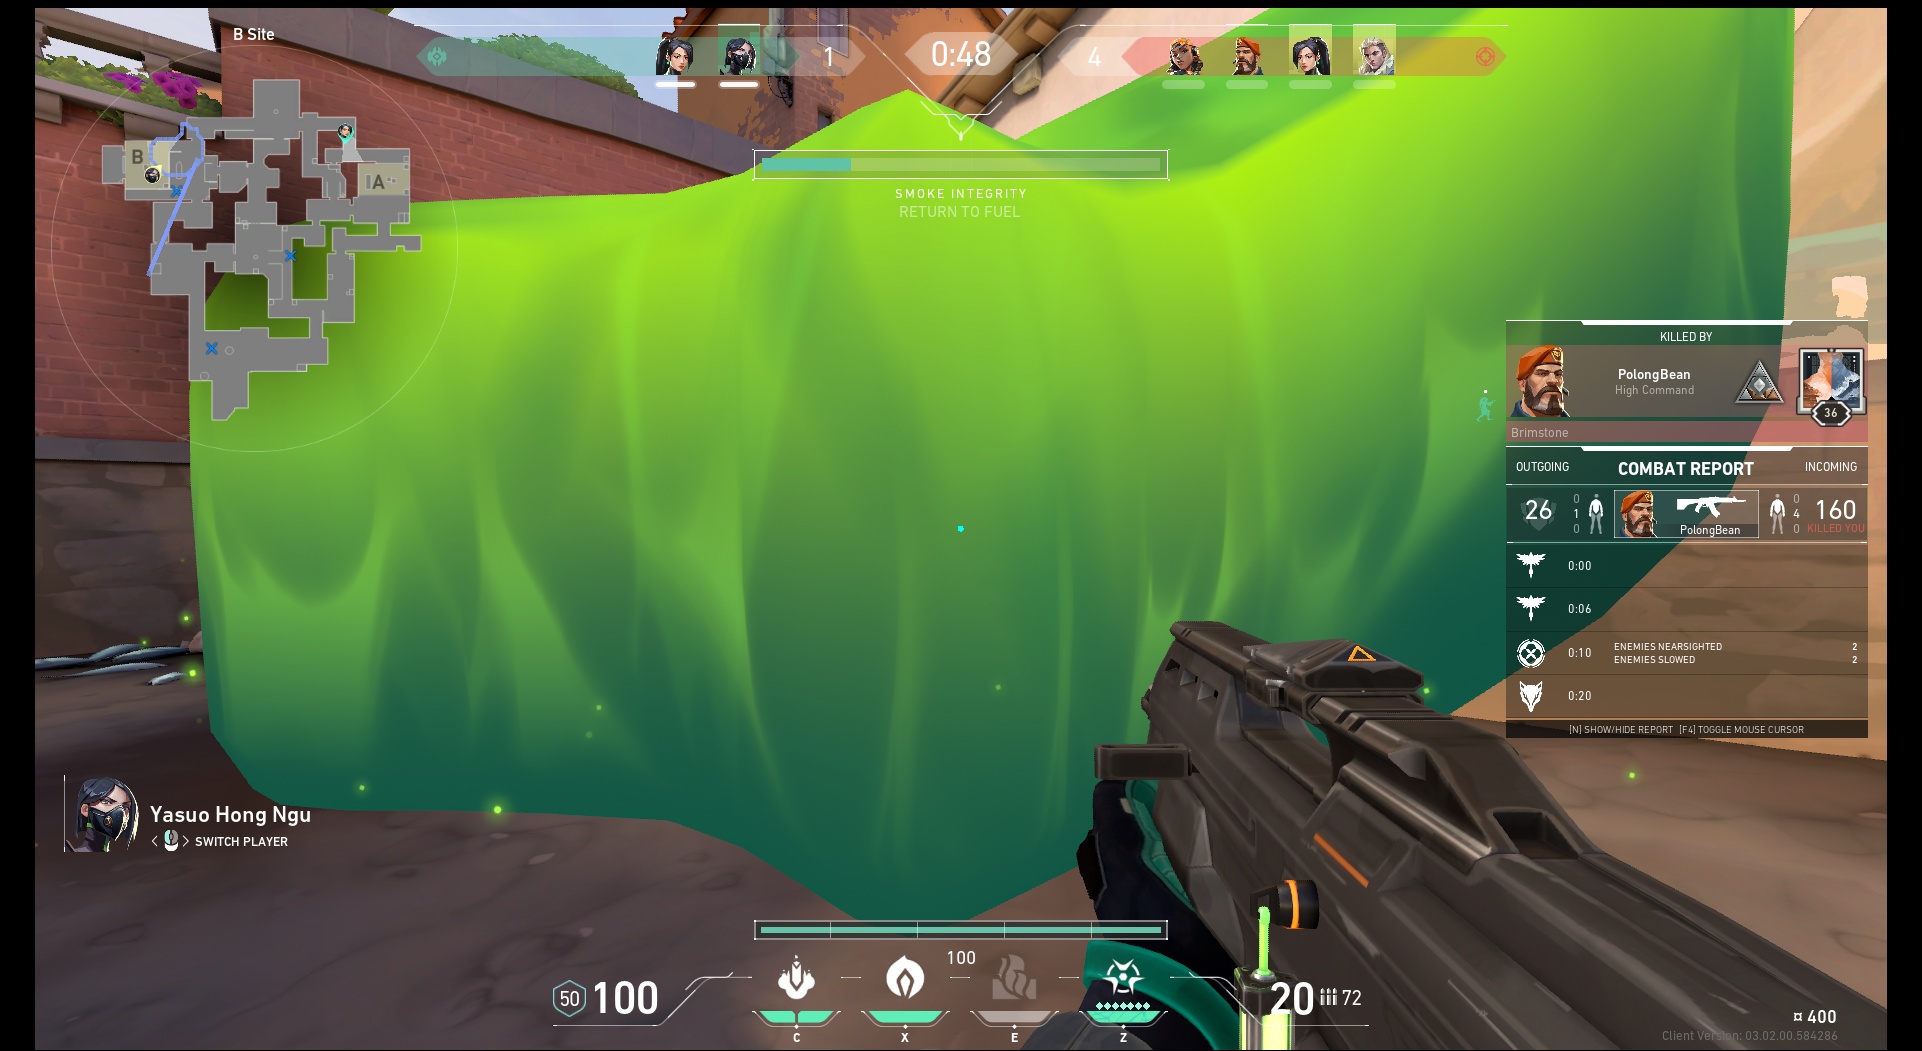 B Site
1
0:48
4
B
A
SMOKE INTEGRITY
RETURN TO FUEL
KILLED BY
PolongBean
High Command
36
Brimstone
OUTGOING COMBAT REPORT INCOMING
26 0 1 0 PolongBean 0 4 0 160
KILLED YOU
0:00
0:06
0:10 ENEMIES NEARSIGHTED 2
ENEMIES SLOWED 2
0:20
[N] SHOW/HIDE REPORT [F4] TOGGLE MOUSE CURSOR
Yasuo Hong Ngu
< > SWITCH PLAYER
100
50 100
20 72
C X E Z
¤ 400
Client Version: 03.02.00.584286